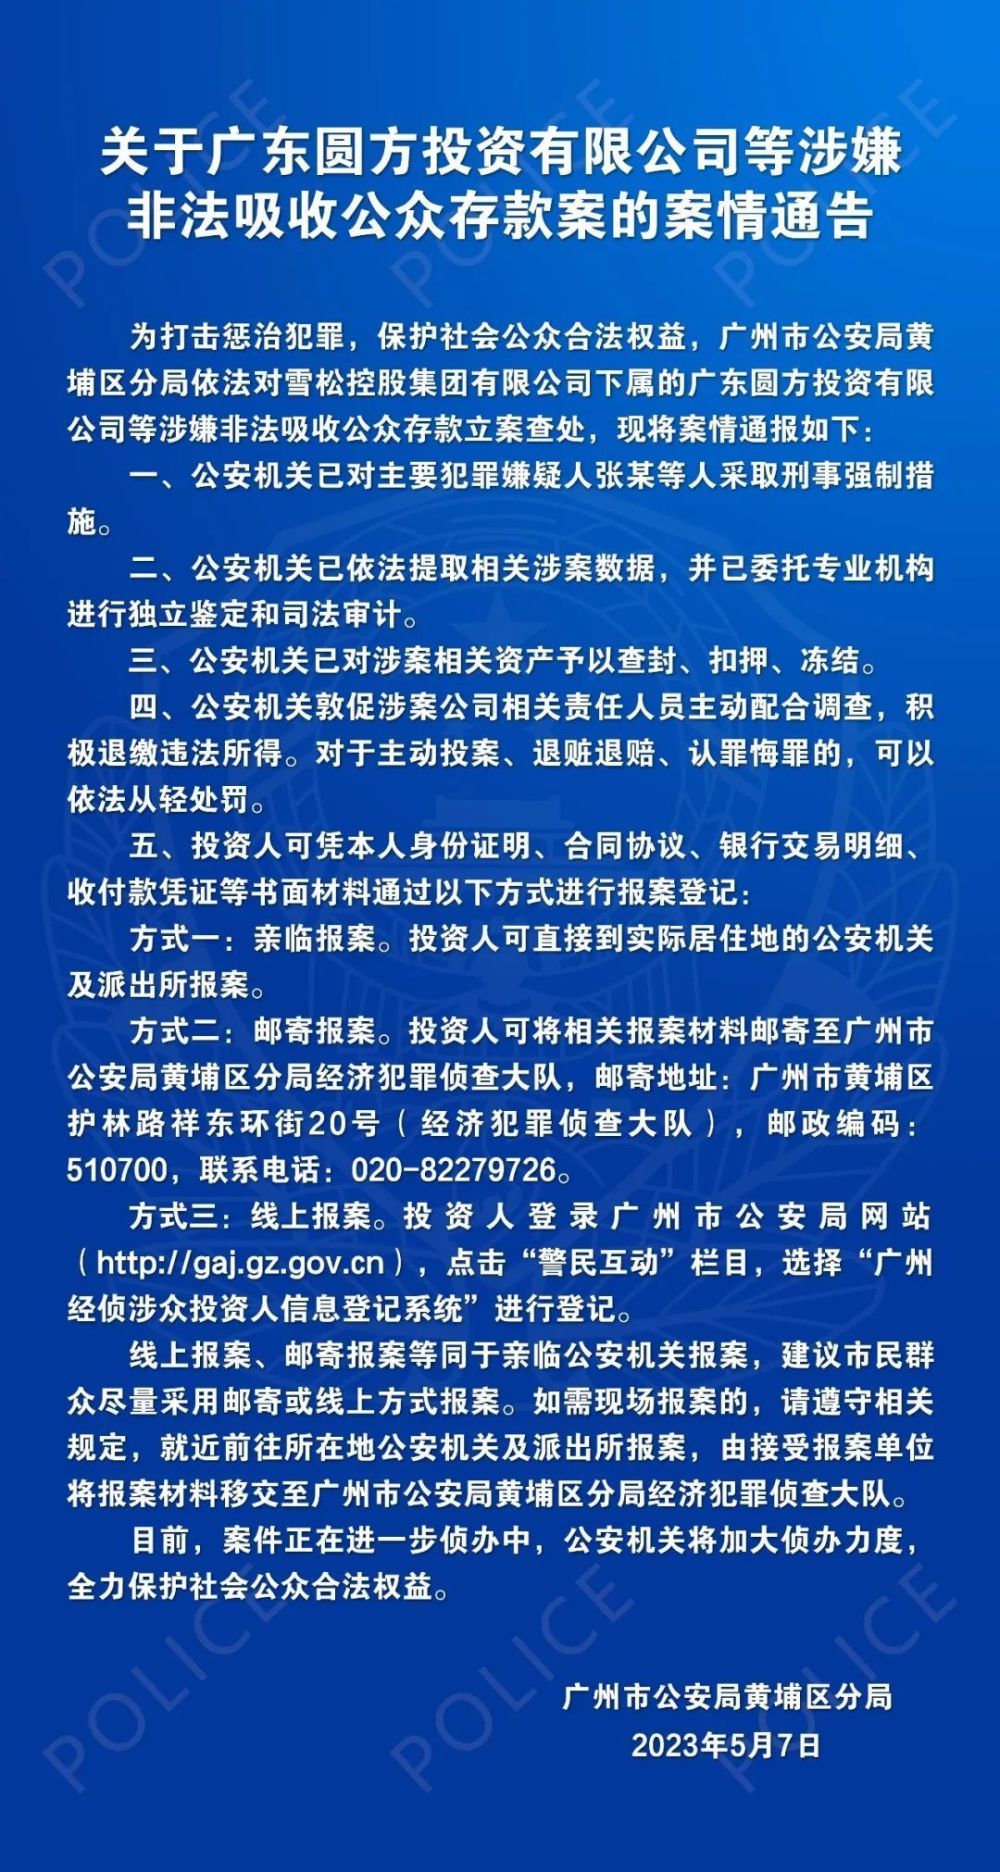 关于广东圆方投资有限公司等涉嫌
非法吸收公众存款案的案情通告
为打击惩治犯罪，保护社会公众合法权益，广州市公安局黄
埔区分局依法对雪松控股集团有限公司下属的广东圆方投资有限
公司等涉嫌非法吸收公众存款立案查处，现将案情通报如下：
一、公安机关已对主要犯罪嫌疑人张某等人采取刑事强制措
施。
二、公安机关已依法提取相关涉案数据，并已委托专业机构
进行独立鉴定和司法审计。
三、公安机关已对涉案相关资产予以查封、扣押、冻结。
四、公安机关敦促涉案公司相关责任人员主动配合调查，积
极退缴违法所得。对于主动投案、退赃退赔、认罪悔罪的，可以
依法从轻处罚。
五、投资人可凭本人身份证明、合同协议、银行交易明细、
收付款凭证等书面材料通过以下方式进行报案登记：
方式一：亲临报案。投资人可直接到实际居住地的公安机关
及派出所报案。
方式二：邮寄报案。投资人可将相关报案材料邮寄至广州市
公安局黄埔区分局经济犯罪侦查大队，邮寄地址：广州市黄埔区
护林路祥东环街20号（经济犯罪侦查大队），邮政编码：
510700，联系电话：020-82279726。
方式三：线上报案。投资人登录广州市公安局网站
（http://gaj.gz.gov.cn），点击“警民互动”栏目，选择“广州
经侦涉众投资人信息登记系统”进行登记。
线上报案、邮寄报案等同于亲临公安机关报案，建议市民群
众尽量采用邮寄或线上方式报案。如需现场报案的，请遵守相关
规定，就近前往所在地公安机关及派出所报案，由接受报案单位
将报案材料移交至广州市公安局黄埔区分局经济犯罪侦查大队。
目前，案件正在进一步侦办中，公安机关将加大侦办力度，
全力保护社会公众合法权益。
广州市公安局黄埔区分局
2023年5月7日
POLICE
POLICE
POLICE
POLICE
POLICE
POLICE